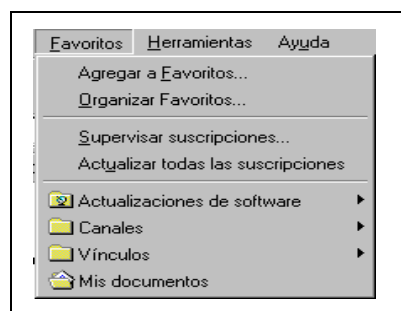 Favoritos Herramientas Ayuda
Agregar a Favoritos...
Organizar Favoritos...
Supervisar suscripciones...
Actualizar todas las suscripciones
Actualizaciones de software
Canales
Vínculos
Mis documentos